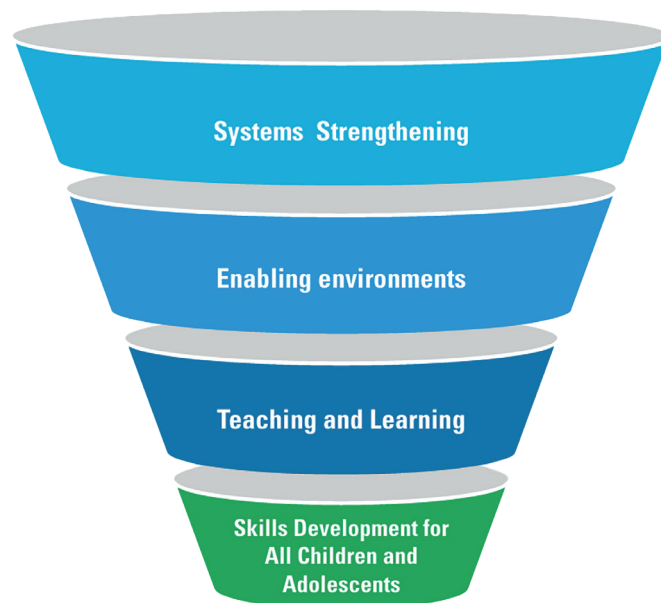 Systems  Strengthening
Enabling environments
Teaching and Learning
Skills Development for
All Children and
Adolescents